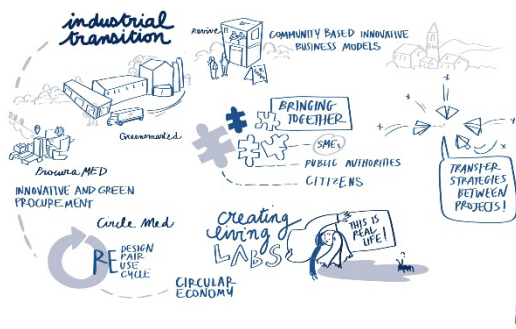 industrial
transition
Revive
COMMUNITY BASED INNOVATIVE
BUSINESS MODELS
Greenmarked
ProcuraMED
INNOVATIVE AND GREEN
PROCUREMENT
BRINGING
TOGETHER
SMEs
PUBLIC AUTHORITIES
CITIZENS
TRANSFER
STRATEGIES
BETWEEN
PROJECTS!
Circle Med
RE DESIGN
PAIR
USE
CYCLE
CIRCULAR
ECONOMY
creating
living
LABS
THIS IS
REAL
LIFE!